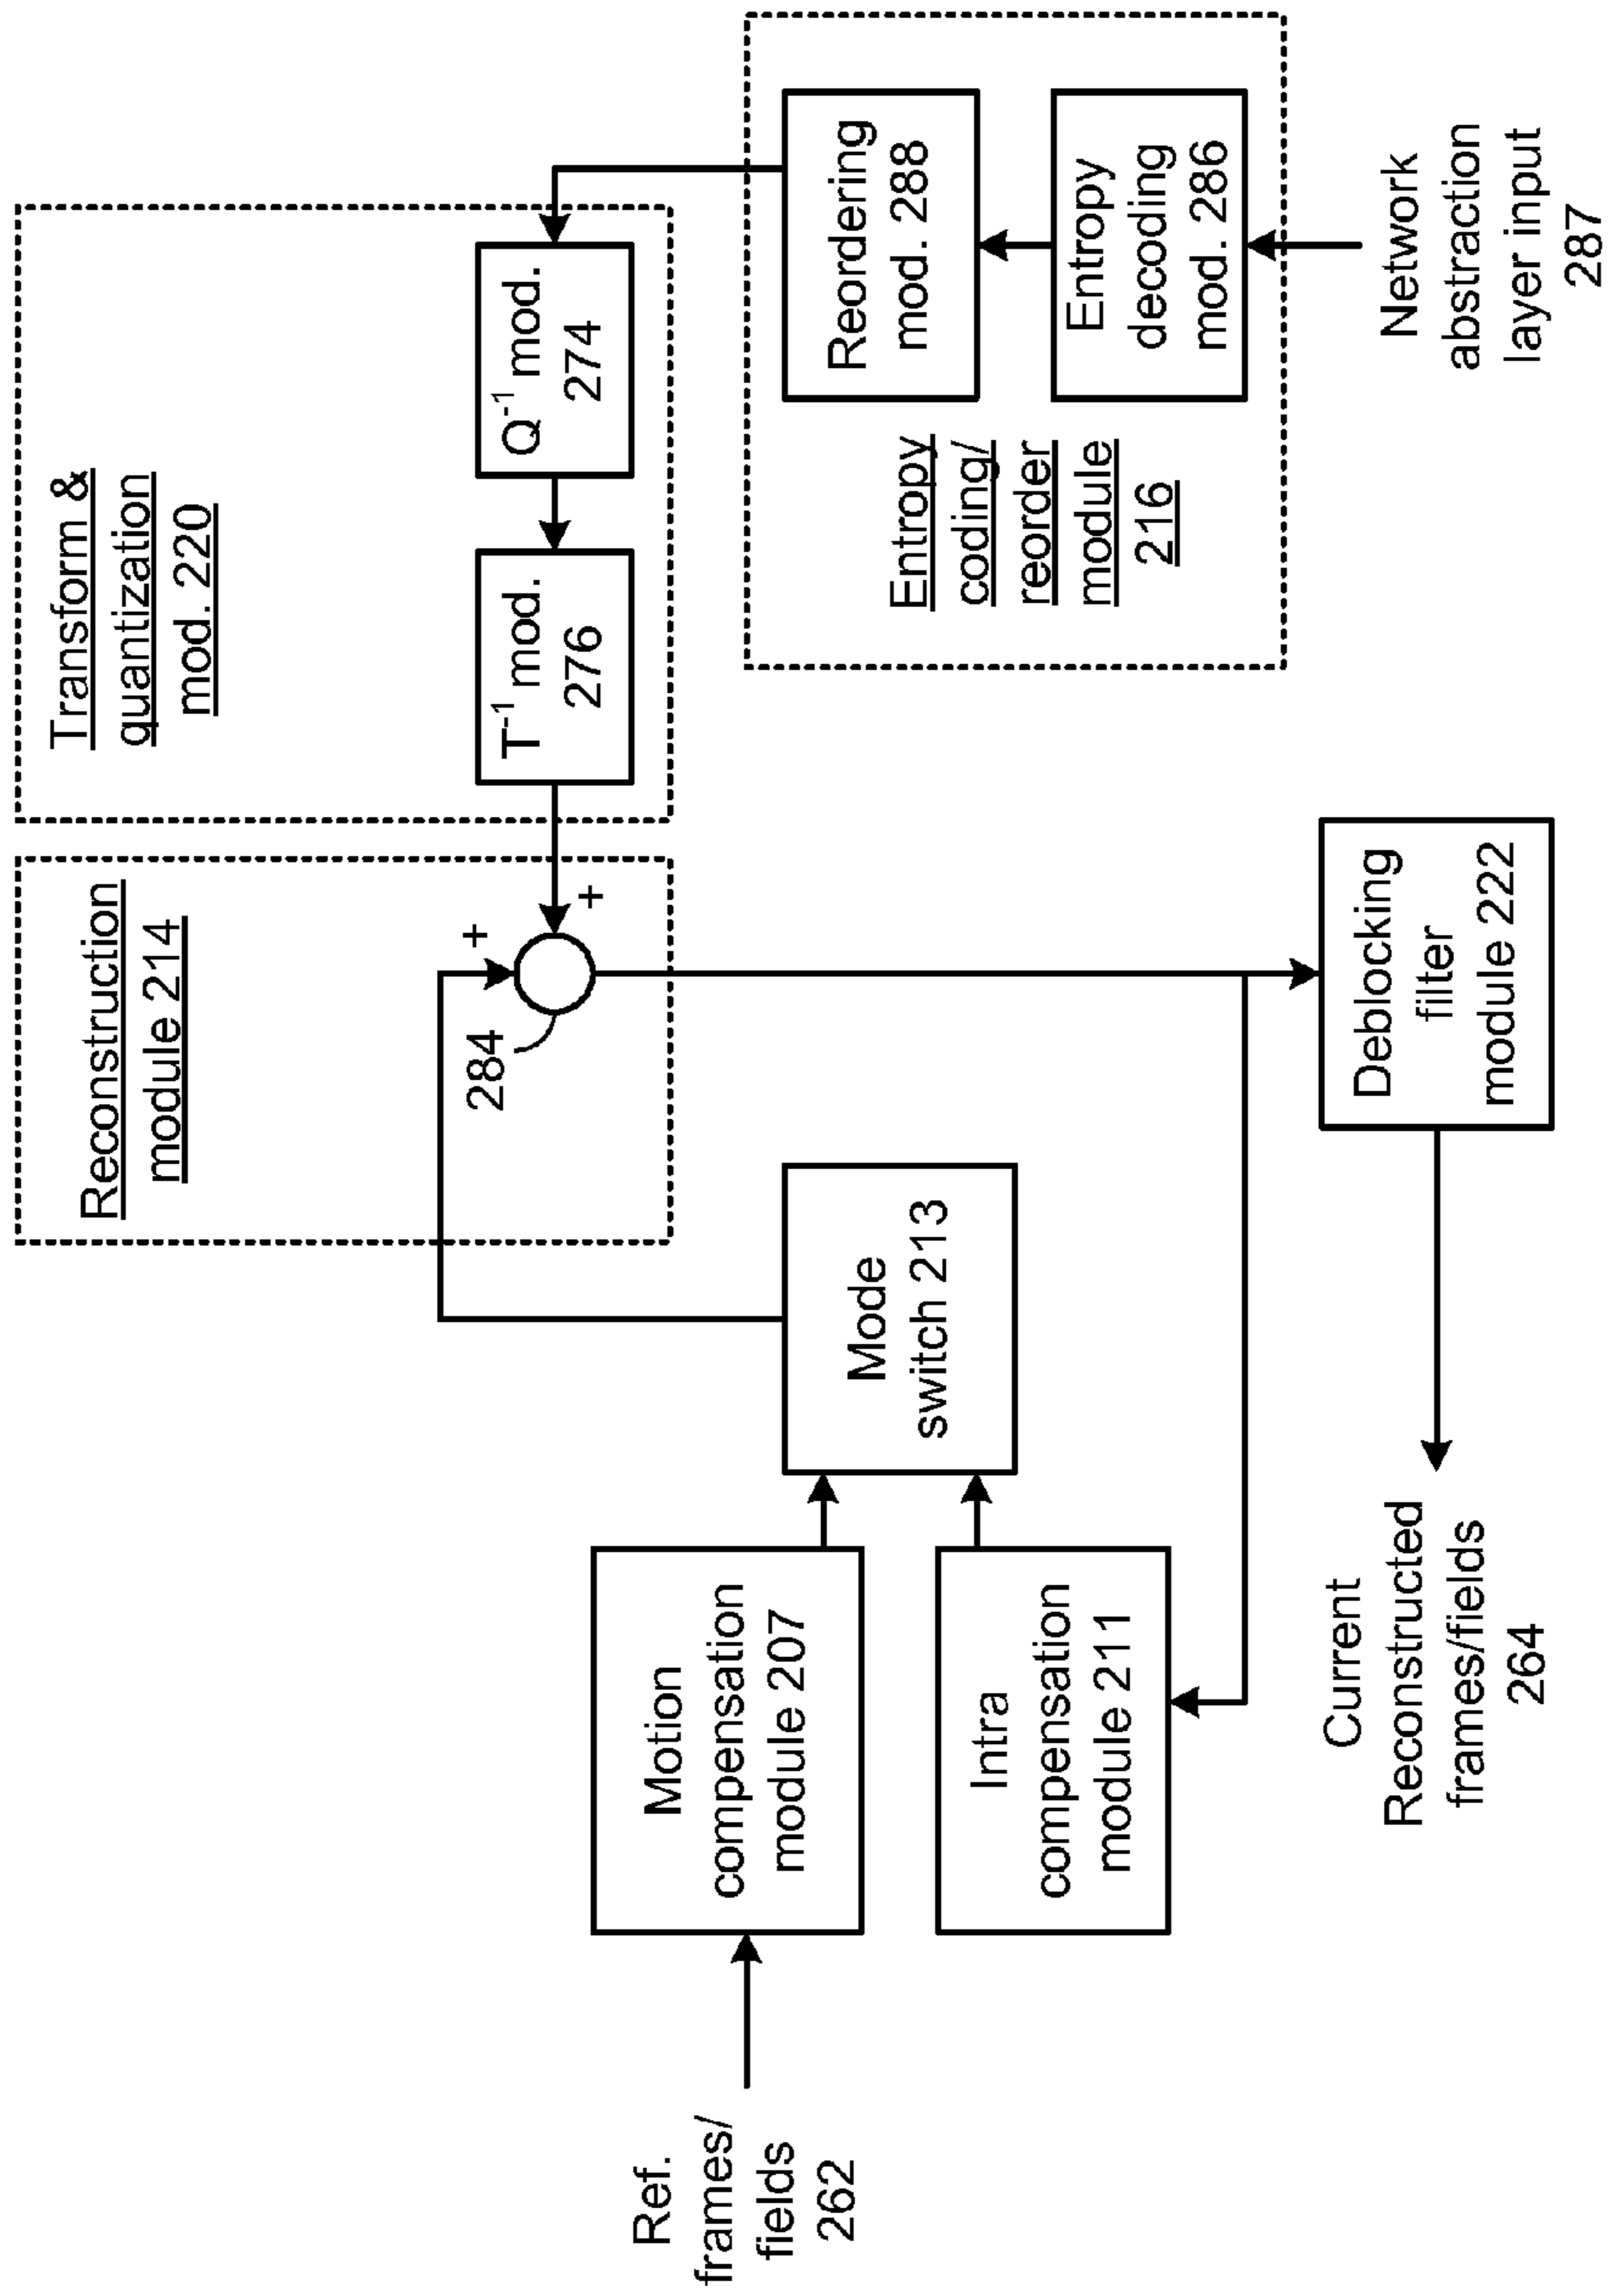 Ref.
frames/
fields
262
Motion
compensation
module 207
Intra
compensation
module 211
Mode
switch 213
Reconstruction
module 214
284
+
+
Transform &
quantization
mod. 220
T⁻¹ mod.
276
Q⁻¹ mod.
274
Entropy
coding/
reorder
module
216
Reordering
mod. 288
Entropy
decoding
mod. 286
Network
abstraction
layer input
287
Deblocking
filter
module 222
Current
Reconstructed
frames/fields
264